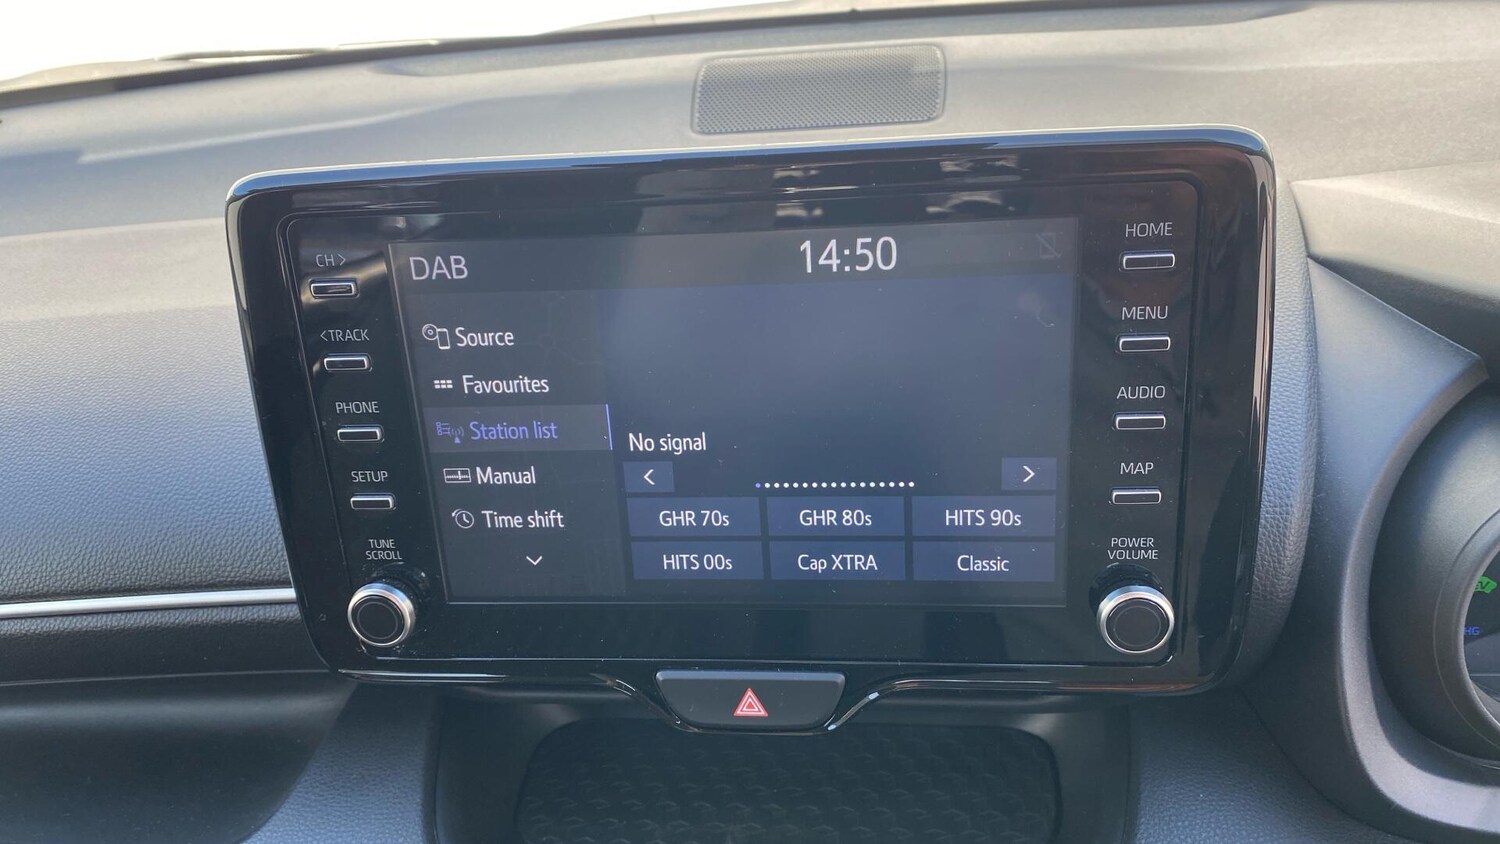 DAB
14:50
Source
Favourites
Station list
Manual
Time shift
No signal
GHR 70s
GHR 80s
HITS 90s
HITS 00s
Cap XTRA
Classic
CH >
< TRACK
PHONE
SETUP
TUNE
SCROLL
HOME
MENU
AUDIO
MAP
POWER
VOLUME